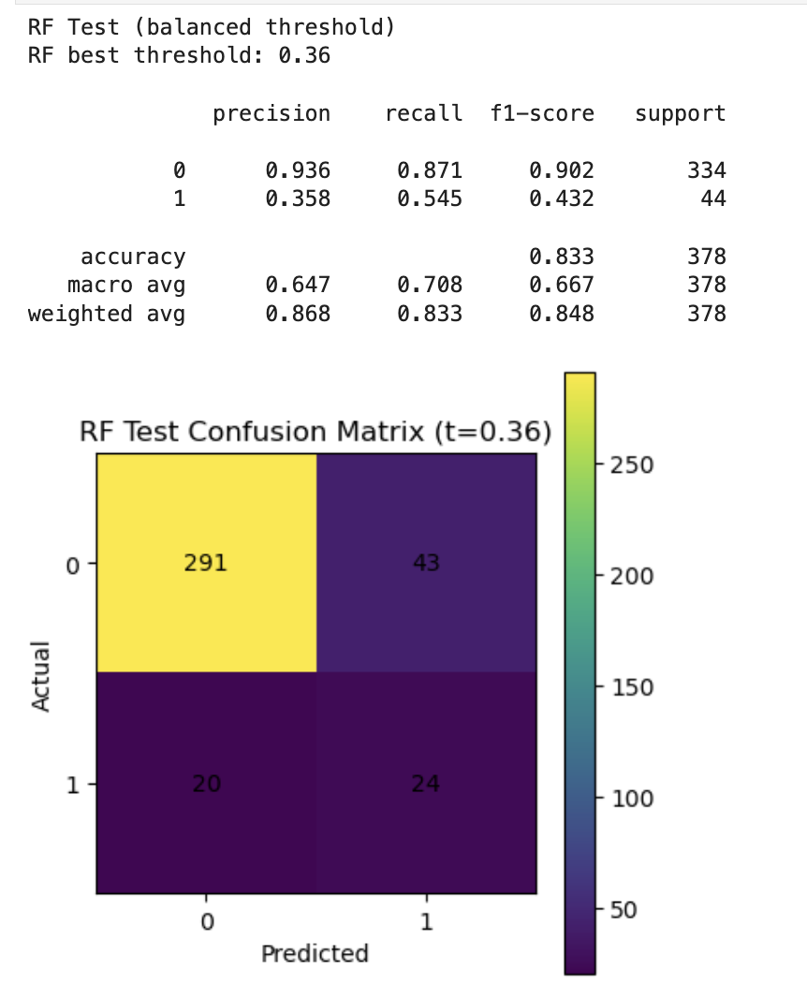 RF Test (balanced threshold)
RF best threshold: 0.36
precision recall f1-score support
0 0.936 0.871 0.902 334
1 0.358 0.545 0.432 44
accuracy 0.833 378
macro avg 0.647 0.708 0.667 378
weighted avg 0.868 0.833 0.848 378
RF Test Confusion Matrix (t=0.36)
250
200
150
100
50
Actual
0 291 43
1 20 24
0 1
Predicted